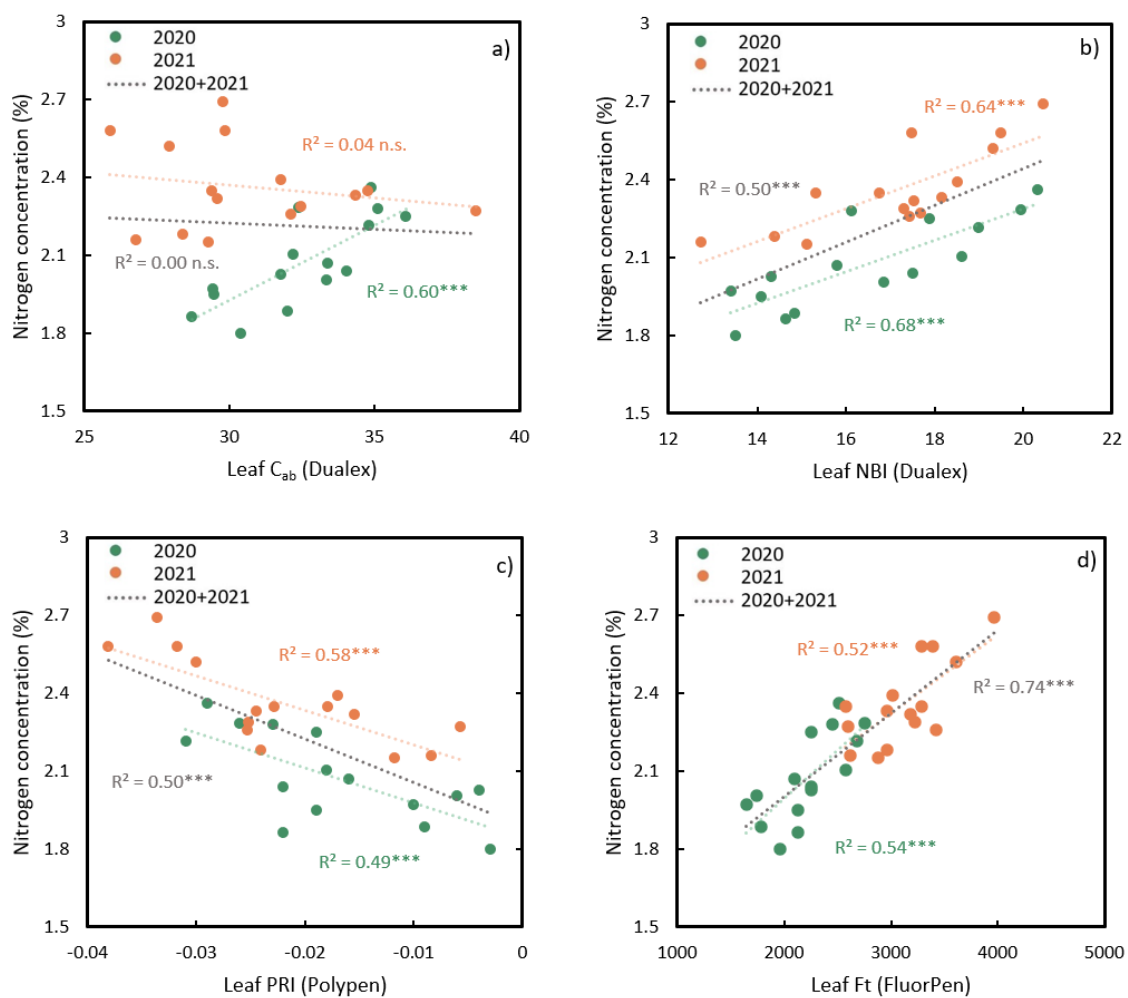 a)
2020
2021
2020+2021
R² = 0.04 n.s.
R² = 0.00 n.s.
R² = 0.60***
3
2.7
2.4
2.1
1.8
1.5
Nitrogen concentration (%)
25 30 35 40
Leaf Cab (Dualex)
b)
2020
2021
2020+2021
R² = 0.64***
R² = 0.50***
R² = 0.68***
3
2.7
2.4
2.1
1.8
1.5
Nitrogen concentration (%)
12 14 16 18 20 22
Leaf NBI (Dualex)
c)
2020
2021
2020+2021
R² = 0.58***
R² = 0.50***
R² = 0.49***
3
2.7
2.4
2.1
1.8
1.5
Nitrogen concentration (%)
-0.04 -0.03 -0.02 -0.01 0
Leaf PRI (Polypen)
d)
2020
2021
2020+2021
R² = 0.52***
R² = 0.74***
R² = 0.54***
3
2.7
2.4
2.1
1.8
1.5
Nitrogen concentration (%)
1000 2000 3000 4000 5000
Leaf Ft (FluorPen)